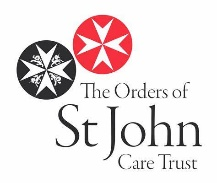 The Orders of
St John
Care Trust